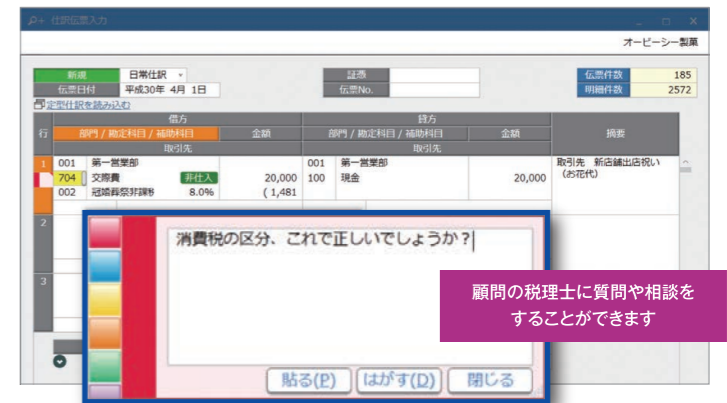 仕訳伝票入力
オービーシー製菓
新規 日常仕訳 証憑 伝票件数 185
伝票日付 平成30年 4月 1日 伝票No. 明細件数 2572
定型仕訳を読み込む
借方 貸方
行 部門 / 勘定科目 / 補助科目 金額 部門 / 勘定科目 / 補助科目 金額 摘要
取引先 取引先
1 001 第一営業部 001 第一営業部 取引先 新店舗出店祝い
704 交際費 非仕入 20,000 100 現金 20,000 (お花代)
002 冠婚葬祭非課 8.0% ( 1,481
2
消費税の区分、これで正しいでしょうか?
3
顧問の税理士に質問や相談を
することができます
貼る(P) はがす(D) 閉じる